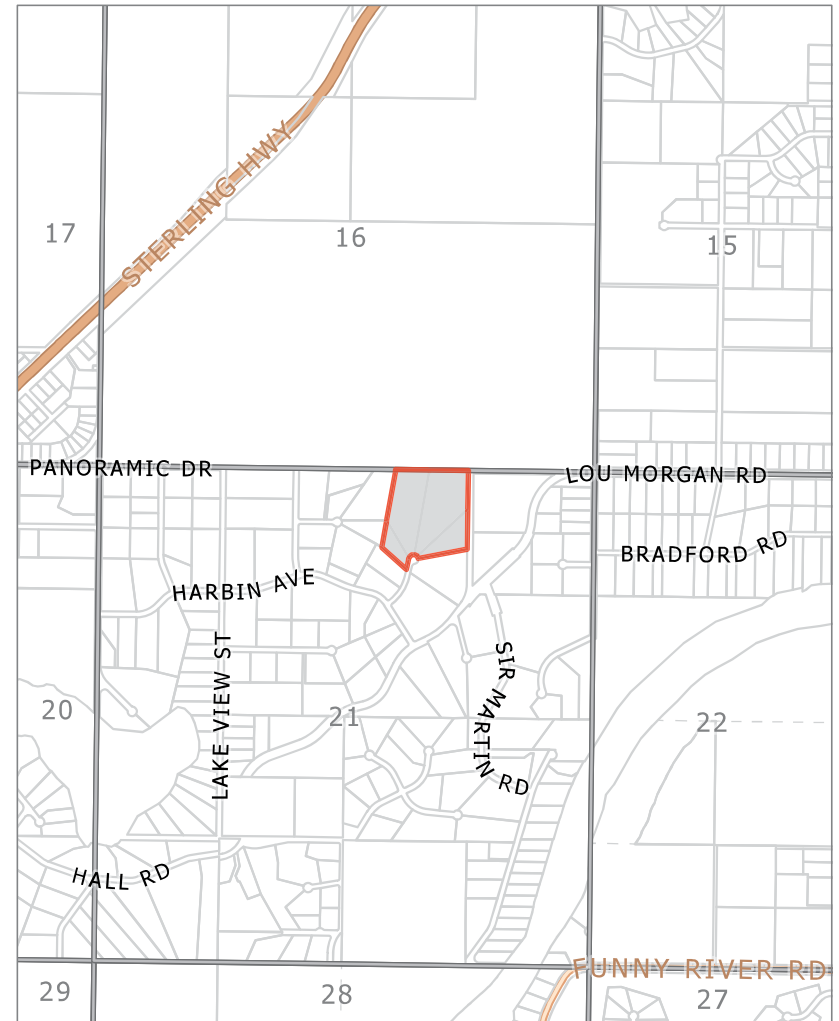 STERLING HWY
17
16
15
PANORAMIC DR
LOU MORGAN RD
BRADFORD RD
HARBIN AVE
LAKE VIEW ST
SIR MARTIN RD
20
21
22
HALL RD
FUNNY RIVER RD
29
28
27